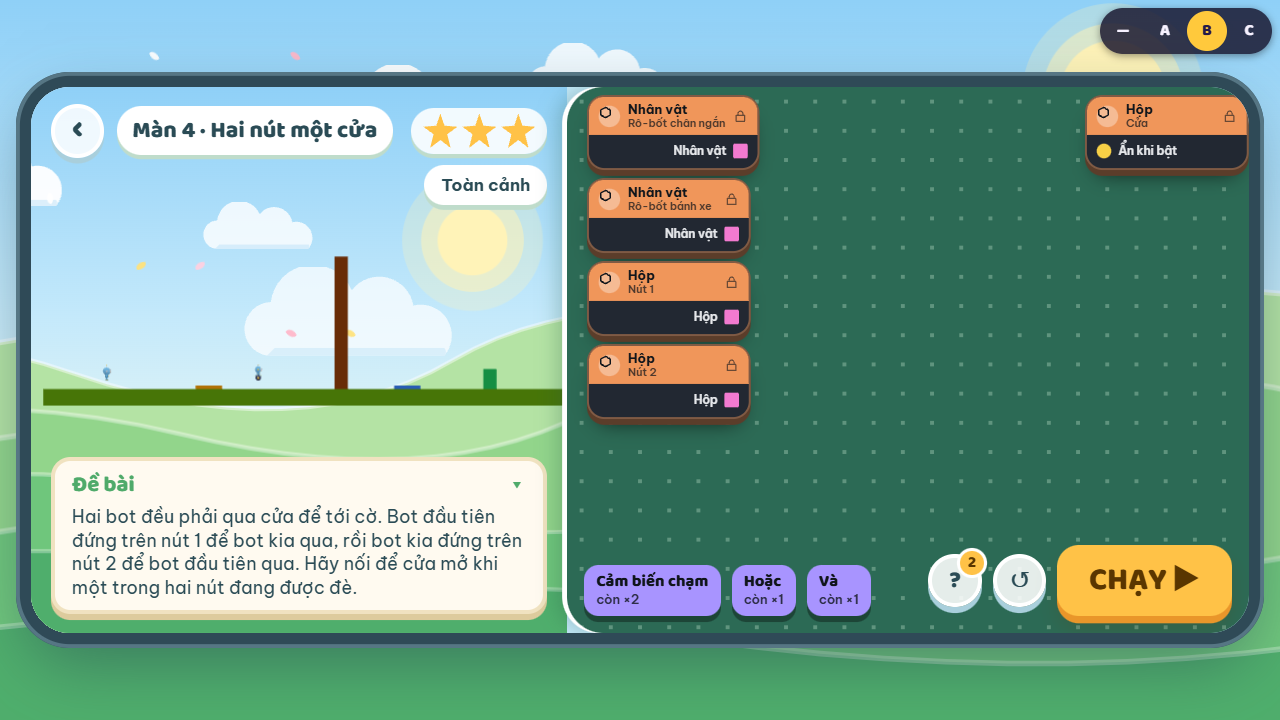 — A B C
Màn 4 · Hai nút một cửa
Toàn cảnh
Đề bài
Hai bot đều phải qua cửa để tới cờ. Bot đầu tiên
đứng trên nút 1 để bot kia qua, rồi bot kia đứng trên
nút 2 để bot đầu tiên qua. Hãy nối để cửa mở khi
một trong hai nút đang được đè.
Nhân vật
Rô-bốt chân ngắn
Nhân vật
Nhân vật
Rô-bốt bánh xe
Nhân vật
Hộp
Nút 1
Hộp
Hộp
Nút 2
Hộp
Hộp
Cửa
Ẩn khi bật
Cảm biến chạm
còn ×2
Hoặc
còn ×1
Và
còn ×1
?
2
CHẠY